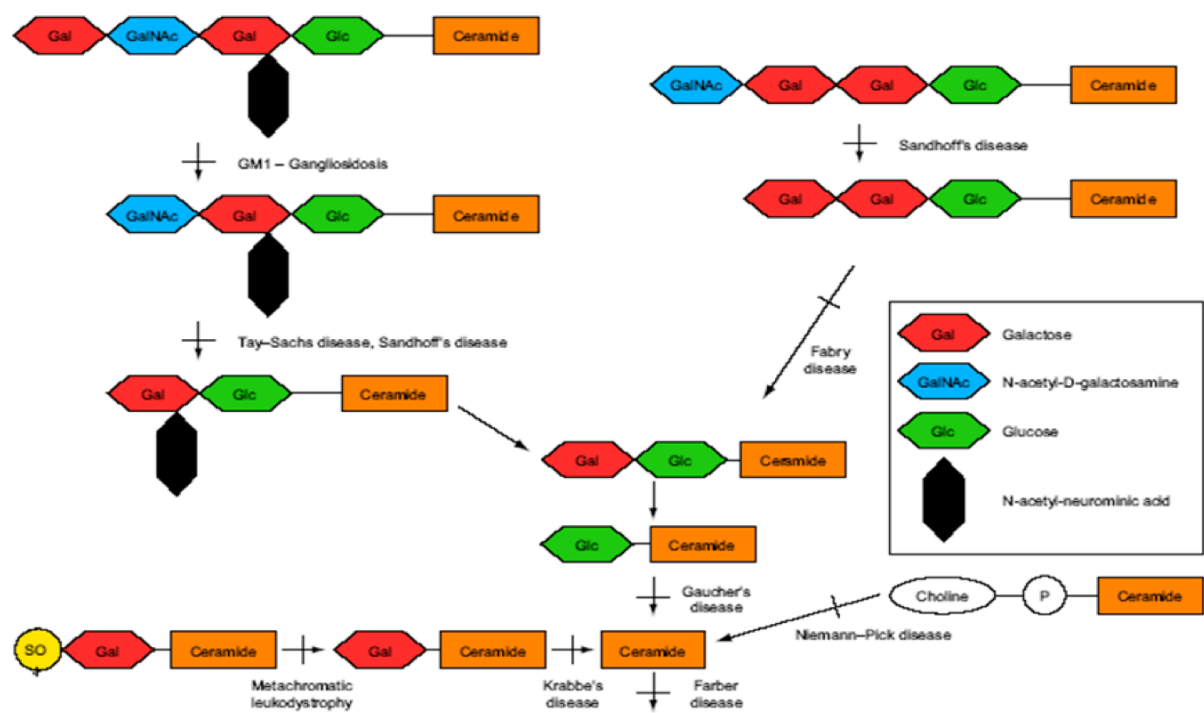 Gal GalNAc Gal Glc Ceramide
GalNAc Gal Gal Glc Ceramide
GM1 – Gangliosidosis
Sandhoff's disease
GalNAc Gal Glc Ceramide
Gal Gal Glc Ceramide
Tay–Sachs disease, Sandhoff's disease
Fabry
disease
Gal Glc Ceramide
Gal Galactose
GalNAc N-acetyl-D-galactosamine
Glc Glucose
N-acetyl-neurominic acid
Gal Glc Ceramide
Glc Ceramide
Gaucher's
disease
Choline P Ceramide
Niemann–Pick disease
SO Gal Ceramide
4
Gal Ceramide
Ceramide
Metachromatic
leukodystrophy
Krabbe's
disease
Farber
disease